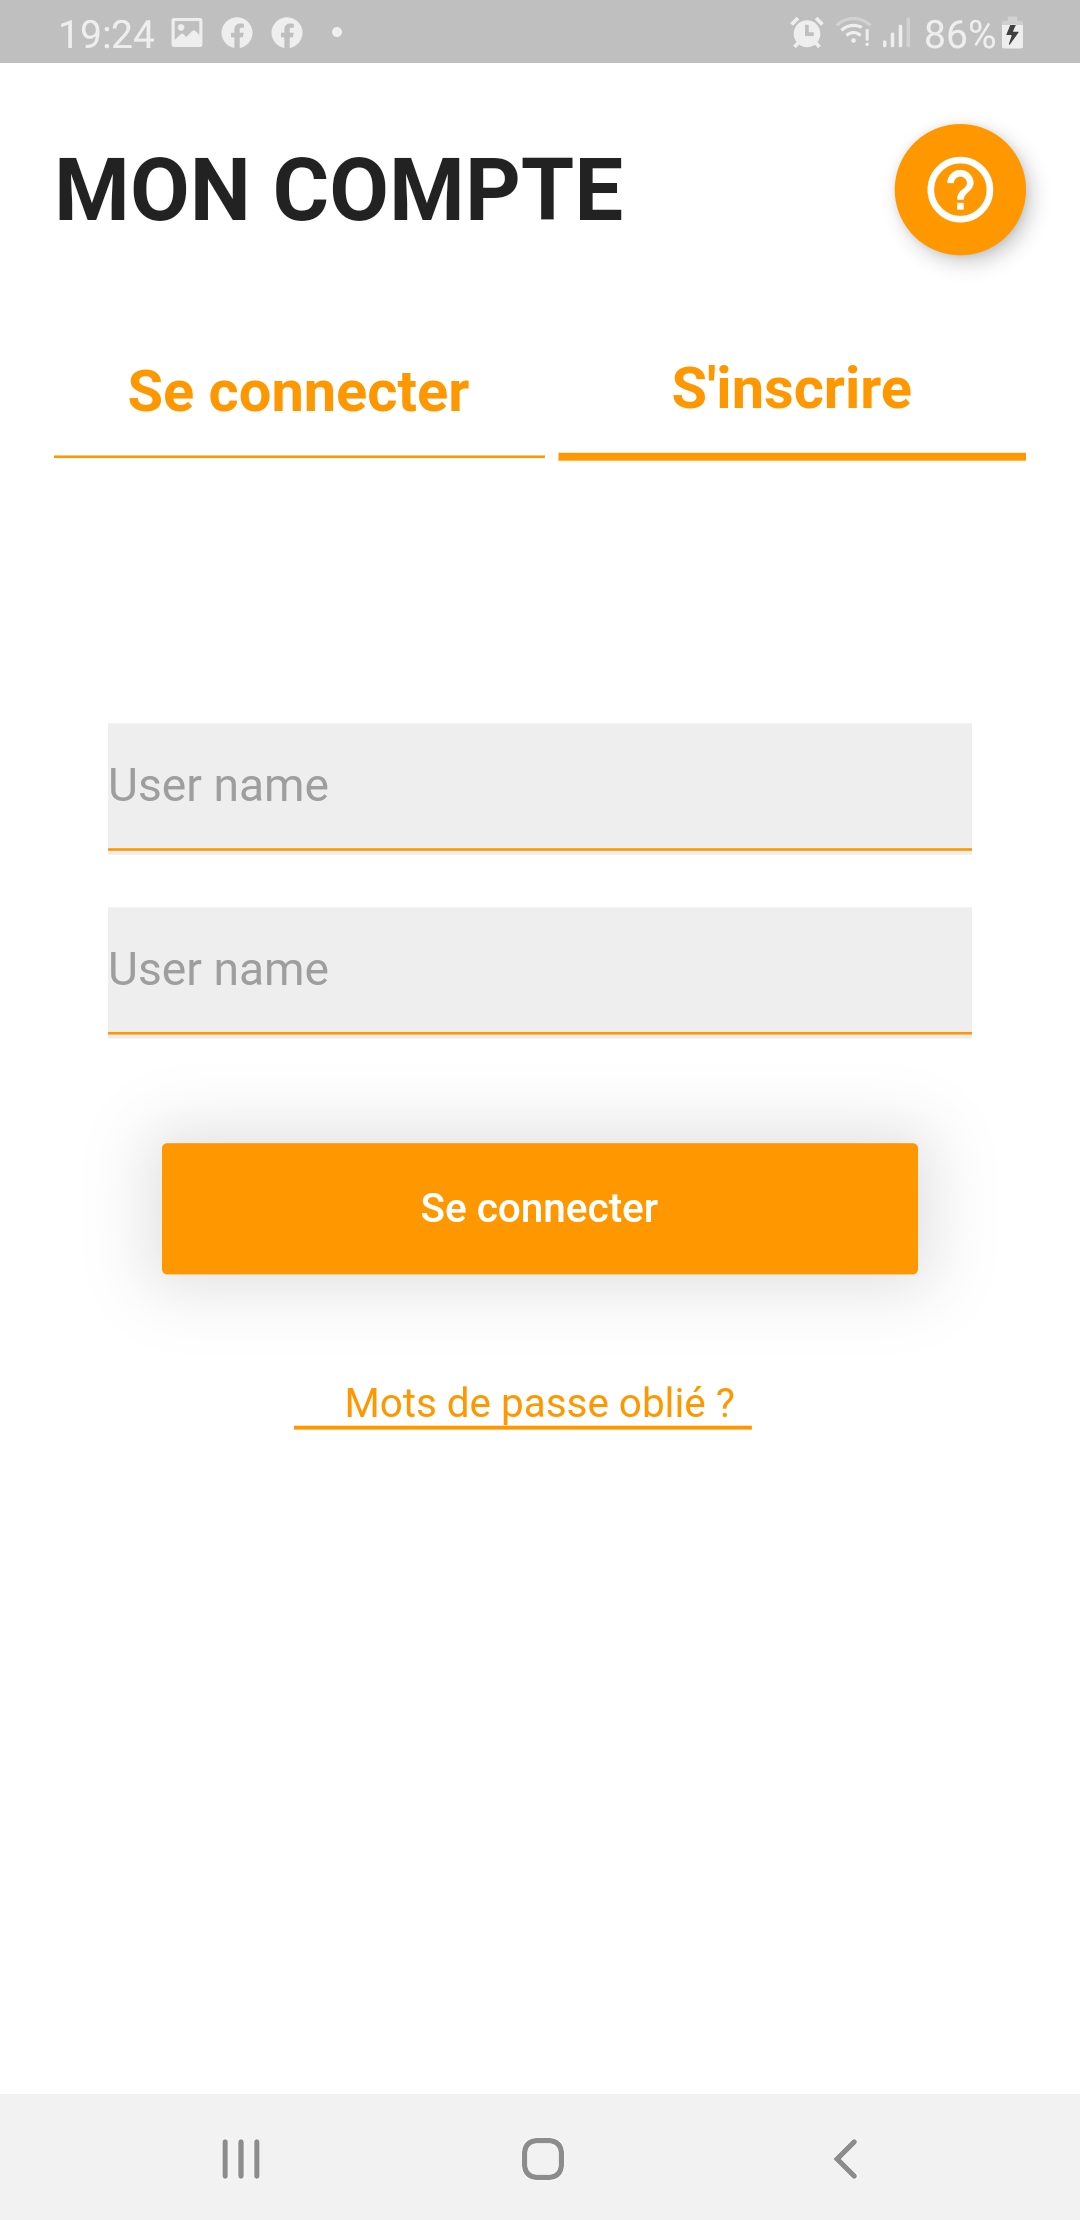 19:24
86%
MON COMPTE
Se connecter
S'inscrire
User name
User name
Se connecter
Mots de passe oblié ?